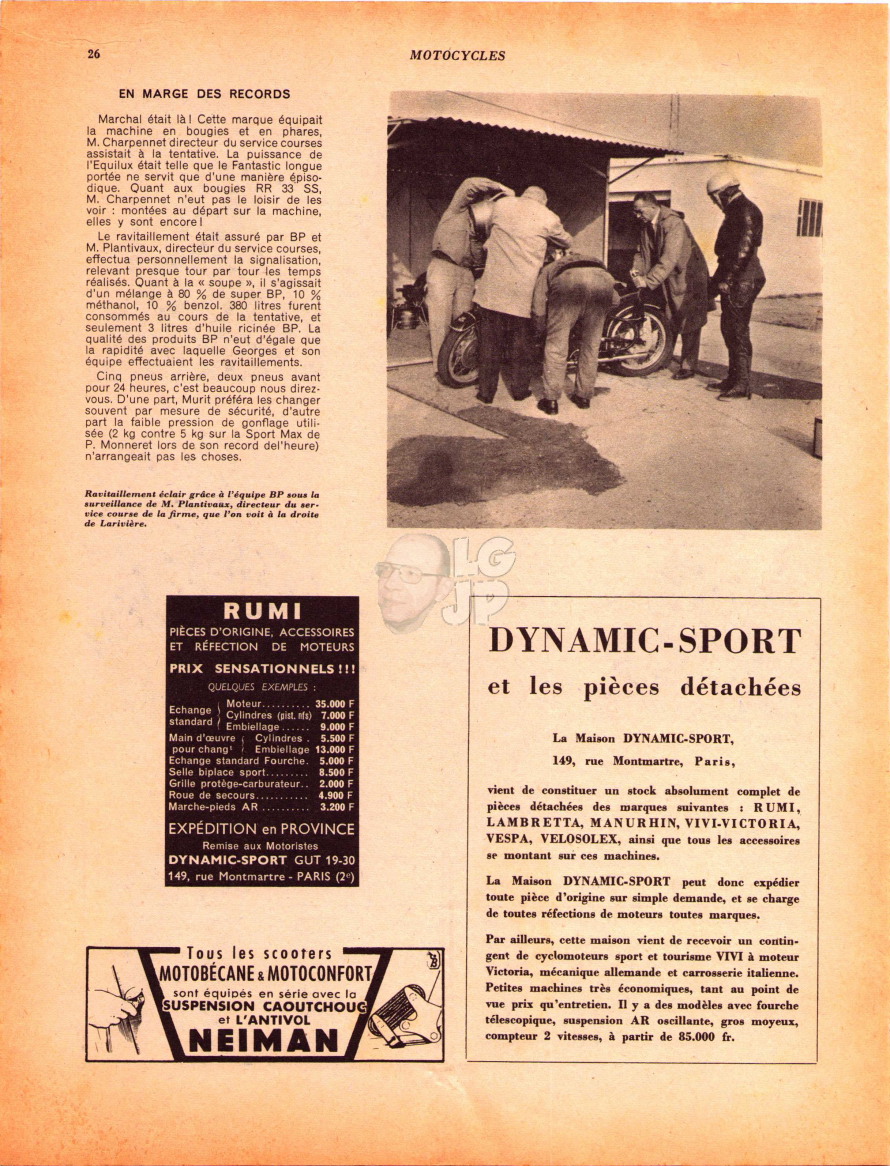 26
MOTOCYCLES
EN MARGE DES RECORDS
Marchal était là ! Cette marque équipait
la machine en bougies et en phares,
M. Charpennet directeur du service courses
assistait à la tentative. La puissance de
l'Equilux était telle que le Fantastic longue
portée ne servit que d'une manière épiso-
dique. Quant aux bougies RR 33 SS,
M. Charpennet n'eut pas le loisir de les
voir : montées au départ sur la machine,
elles y sont encore !
Le ravitaillement était assuré par BP et
M. Plantivaux, directeur du service courses,
effectua personnellement la signalisation,
relevant presque tour par tour les temps
réalisés. Quant à la « soupe », il s'agissait
d'un mélange à 80 % de super BP, 10 %
méthanol, 10 % benzol. 380 litres furent
consommés au cours de la tentative, et
seulement 3 litres d'huile ricinée BP. La
qualité des produits BP n'eut d'égale que
la rapidité avec laquelle Georges et son
équipe effectuaient les ravitaillements.
Cinq pneus arrière, deux pneus avant
pour 24 heures, c'est beaucoup nous direz-
vous. D'une part, Murit préféra les changer
souvent par mesure de sécurité, d'autre
part la faible pression de gonflage utili-
sée (2 kg contre 5 kg sur la Sport Max de
P. Monneret lors de son record del'heure)
n'arrangeait pas les choses.
Ravitaillement éclair grâce à l'équipe BP sous la
surveillance de M. Plantivaux, directeur du ser-
vice course de la firme, que l'on voit à la droite
de Larivière.
LG
JP
RUMI
PIÈCES D'ORIGINE, ACCESSOIRES
ET RÉFECTION DE MOTEURS
PRIX SENSATIONNELS !!!
QUELQUES EXEMPLES :
Echange standard
Moteur.......... 35.000 F
Cylindres (pist. nfs) 7.000 F
Embiellage...... 9.000 F
Main d'œuvre pour changt
Cylindres . 5.500 F
Embiellage 13.000 F
Echange standard Fourche. 5.000 F
Selle biplace sport......... 8.500 F
Grille protège-carburateur.. 2.000 F
Roue de secours........... 4.900 F
Marche-pieds AR .......... 3.200 F
EXPÉDITION en PROVINCE
Remise aux Motoristes
DYNAMIC-SPORT GUT 19-30
149, rue Montmartre - PARIS (2e)
Tous les scooters
MOTOBÉCANE & MOTOCONFORT
sont équipés en série avec la
SUSPENSION CAOUTCHOUC
et L'ANTIVOL
NEIMAN
DYNAMIC-SPORT
et les pièces détachées
La Maison DYNAMIC-SPORT,
149, rue Montmartre, Paris,
vient de constituer un stock absolument complet de
pièces détachées des marques suivantes : RUMI,
LAMBRETTA, MANURHIN, VIVI-VICTORIA,
VESPA, VELOSOLEX, ainsi que tous les accessoires
se montant sur ces machines.
La Maison DYNAMIC-SPORT peut donc expédier
toute pièce d'origine sur simple demande, et se charge
de toutes réfections de moteurs toutes marques.
Par ailleurs, cette maison vient de recevoir un contin-
gent de cyclomoteurs sport et tourisme VIVI à moteur
Victoria, mécanique allemande et carrosserie italienne.
Petites machines très économiques, tant au point de
vue prix qu'entretien. Il y a des modèles avec fourche
télescopique, suspension AR oscillante, gros moyeux,
compteur 2 vitesses, à partir de 85.000 fr.